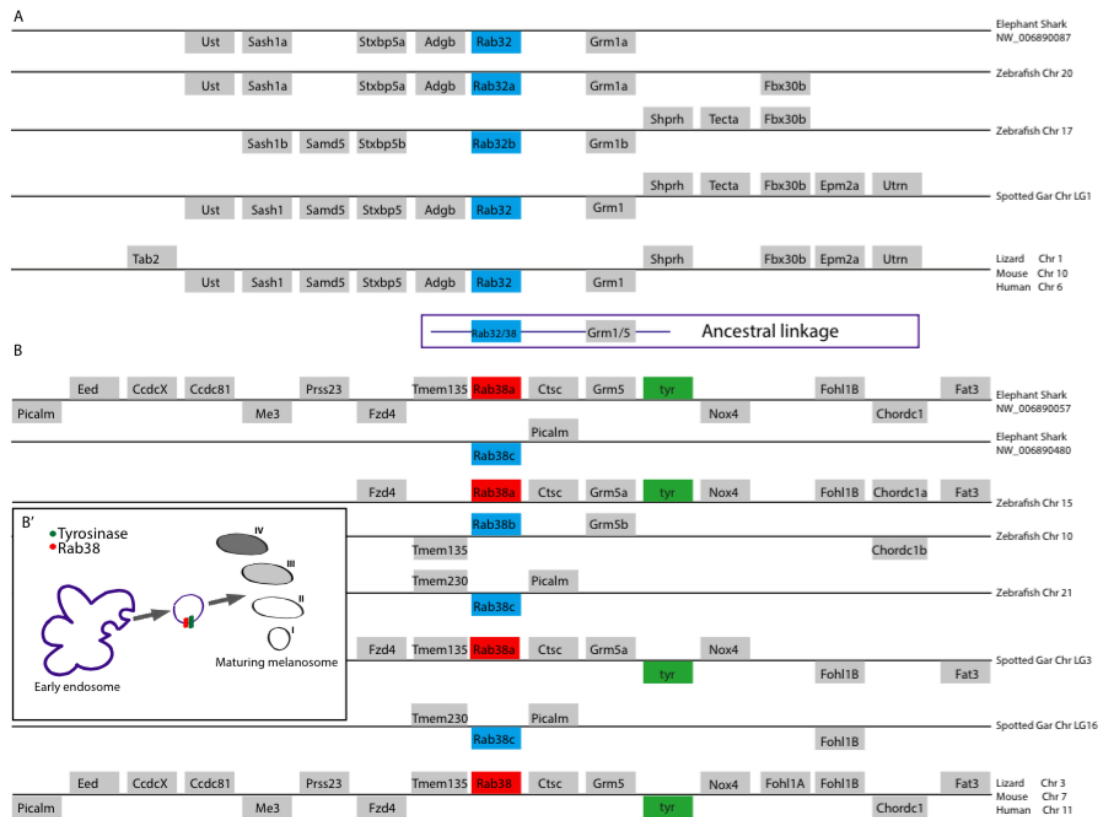 A
Elephant Shark
NW_006890087
Ust Sash1a Stxbp5a Adgb Rab32 Grm1a
Zebrafish Chr 20
Ust Sash1a Stxbp5a Adgb Rab32a Grm1a Fbx30b
Shprh Tecta Fbx30b
Zebrafish Chr 17
Sash1b Samd5 Stxbp5b Rab32b Grm1b
Shprh Tecta Fbx30b Epm2a Utrn
Spotted Gar Chr LG1
Ust Sash1 Samd5 Stxbp5 Adgb Rab32 Grm1
Tab2 Shprh Fbx30b Epm2a Utrn
Lizard Chr 1
Mouse Chr 10
Human Chr 6
Ust Sash1 Samd5 Stxbp5 Adgb Rab32 Grm1
Rab32/38 Grm1/5 Ancestral linkage
B
Eed CcdcX Ccdc81 Prss23 Tmem135 Rab38a Ctsc Grm5 tyr Fohl1B Fat3
Elephant Shark
NW_006890057
Picalm Me3 Fzd4 Nox4 Chordc1
Picalm
Elephant Shark
NW_006890480
Rab38c
Fzd4 Rab38a Ctsc Grm5a tyr Nox4 Fohl1B Chordc1a Fat3
Zebrafish Chr 15
Rab38b Grm5b
Zebrafish Chr 10
Tmem135 Chordc1b
Tmem230 Picalm
Zebrafish Chr 21
Rab38c
B'
Tyrosinase
Rab38
IV
III
II
I
Early endosome
Maturing melanosome
Fzd4 Tmem135 Rab38a Ctsc Grm5a Nox4
Spotted Gar Chr LG3
tyr Fohl1B Fat3
Tmem230 Picalm
Spotted Gar Chr LG16
Rab38c Fohl1B
Eed CcdcX Ccdc81 Prss23 Tmem135 Rab38 Ctsc Grm5 Nox4 Fohl1A Fohl1B Fat3
Lizard Chr 3
Mouse Chr 7
Human Chr 11
Picalm Me3 Fzd4 tyr Chordc1